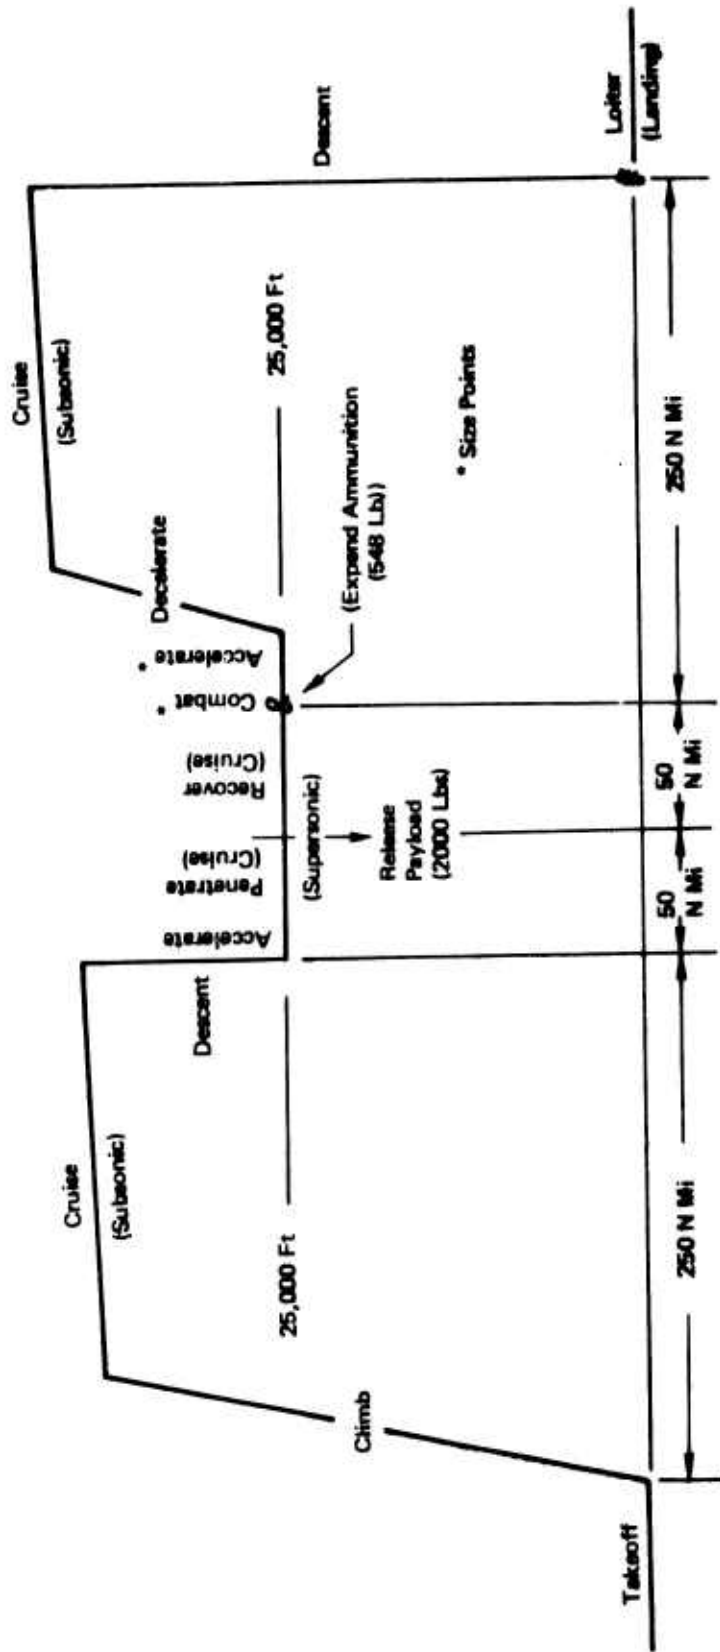 Takeoff
Climb
Cruise
(Subsonic)
25,000 Ft
Descent
Accelerate
Penetrate
(Cruise)
(Supersonic)
Release
Payload
(2000 Lbs)
Recover
(Cruise)
Combat *
Accelerate *
(Expend Ammunition
(548 Lb))
Decelerate
Cruise
(Subsonic)
25,000 Ft
* Size Points
Descent
Loiter
(Landing)
250 N Mi
50
N Mi
50
N Mi
250 N Mi